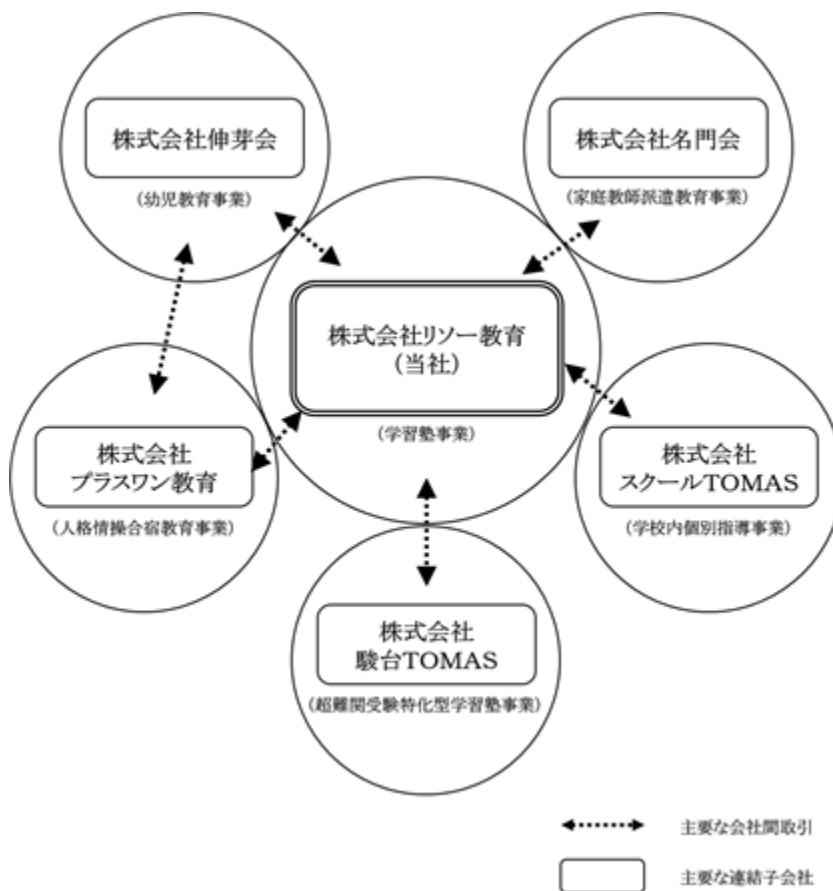 株式会社伸芽会
(幼児教育事業)
株式会社名門会
(家庭教師派遣教育事業)
株式会社リソー教育
(当社)
(学習塾事業)
株式会社
プラスワン教育
(人格情操合宿教育事業)
株式会社
スクールTOMAS
(学校内個別指導事業)
株式会社
駿台TOMAS
(超難関受験特化型学習塾事業)
主要な会社間取引
主要な連結子会社